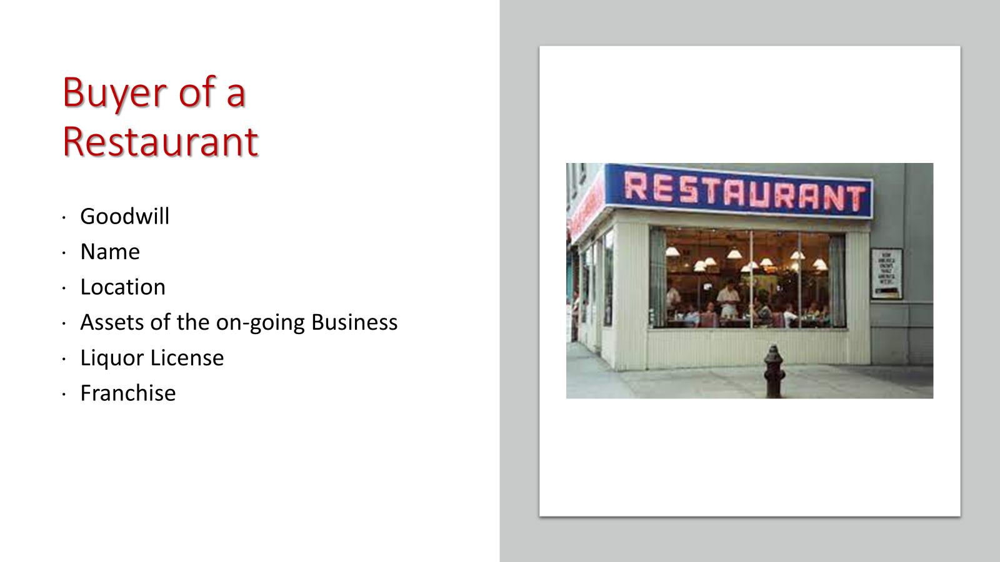 Buyer of a
Restaurant
· Goodwill
· Name
· Location
· Assets of the on-going Business
· Liquor License
· Franchise
RESTAURANT